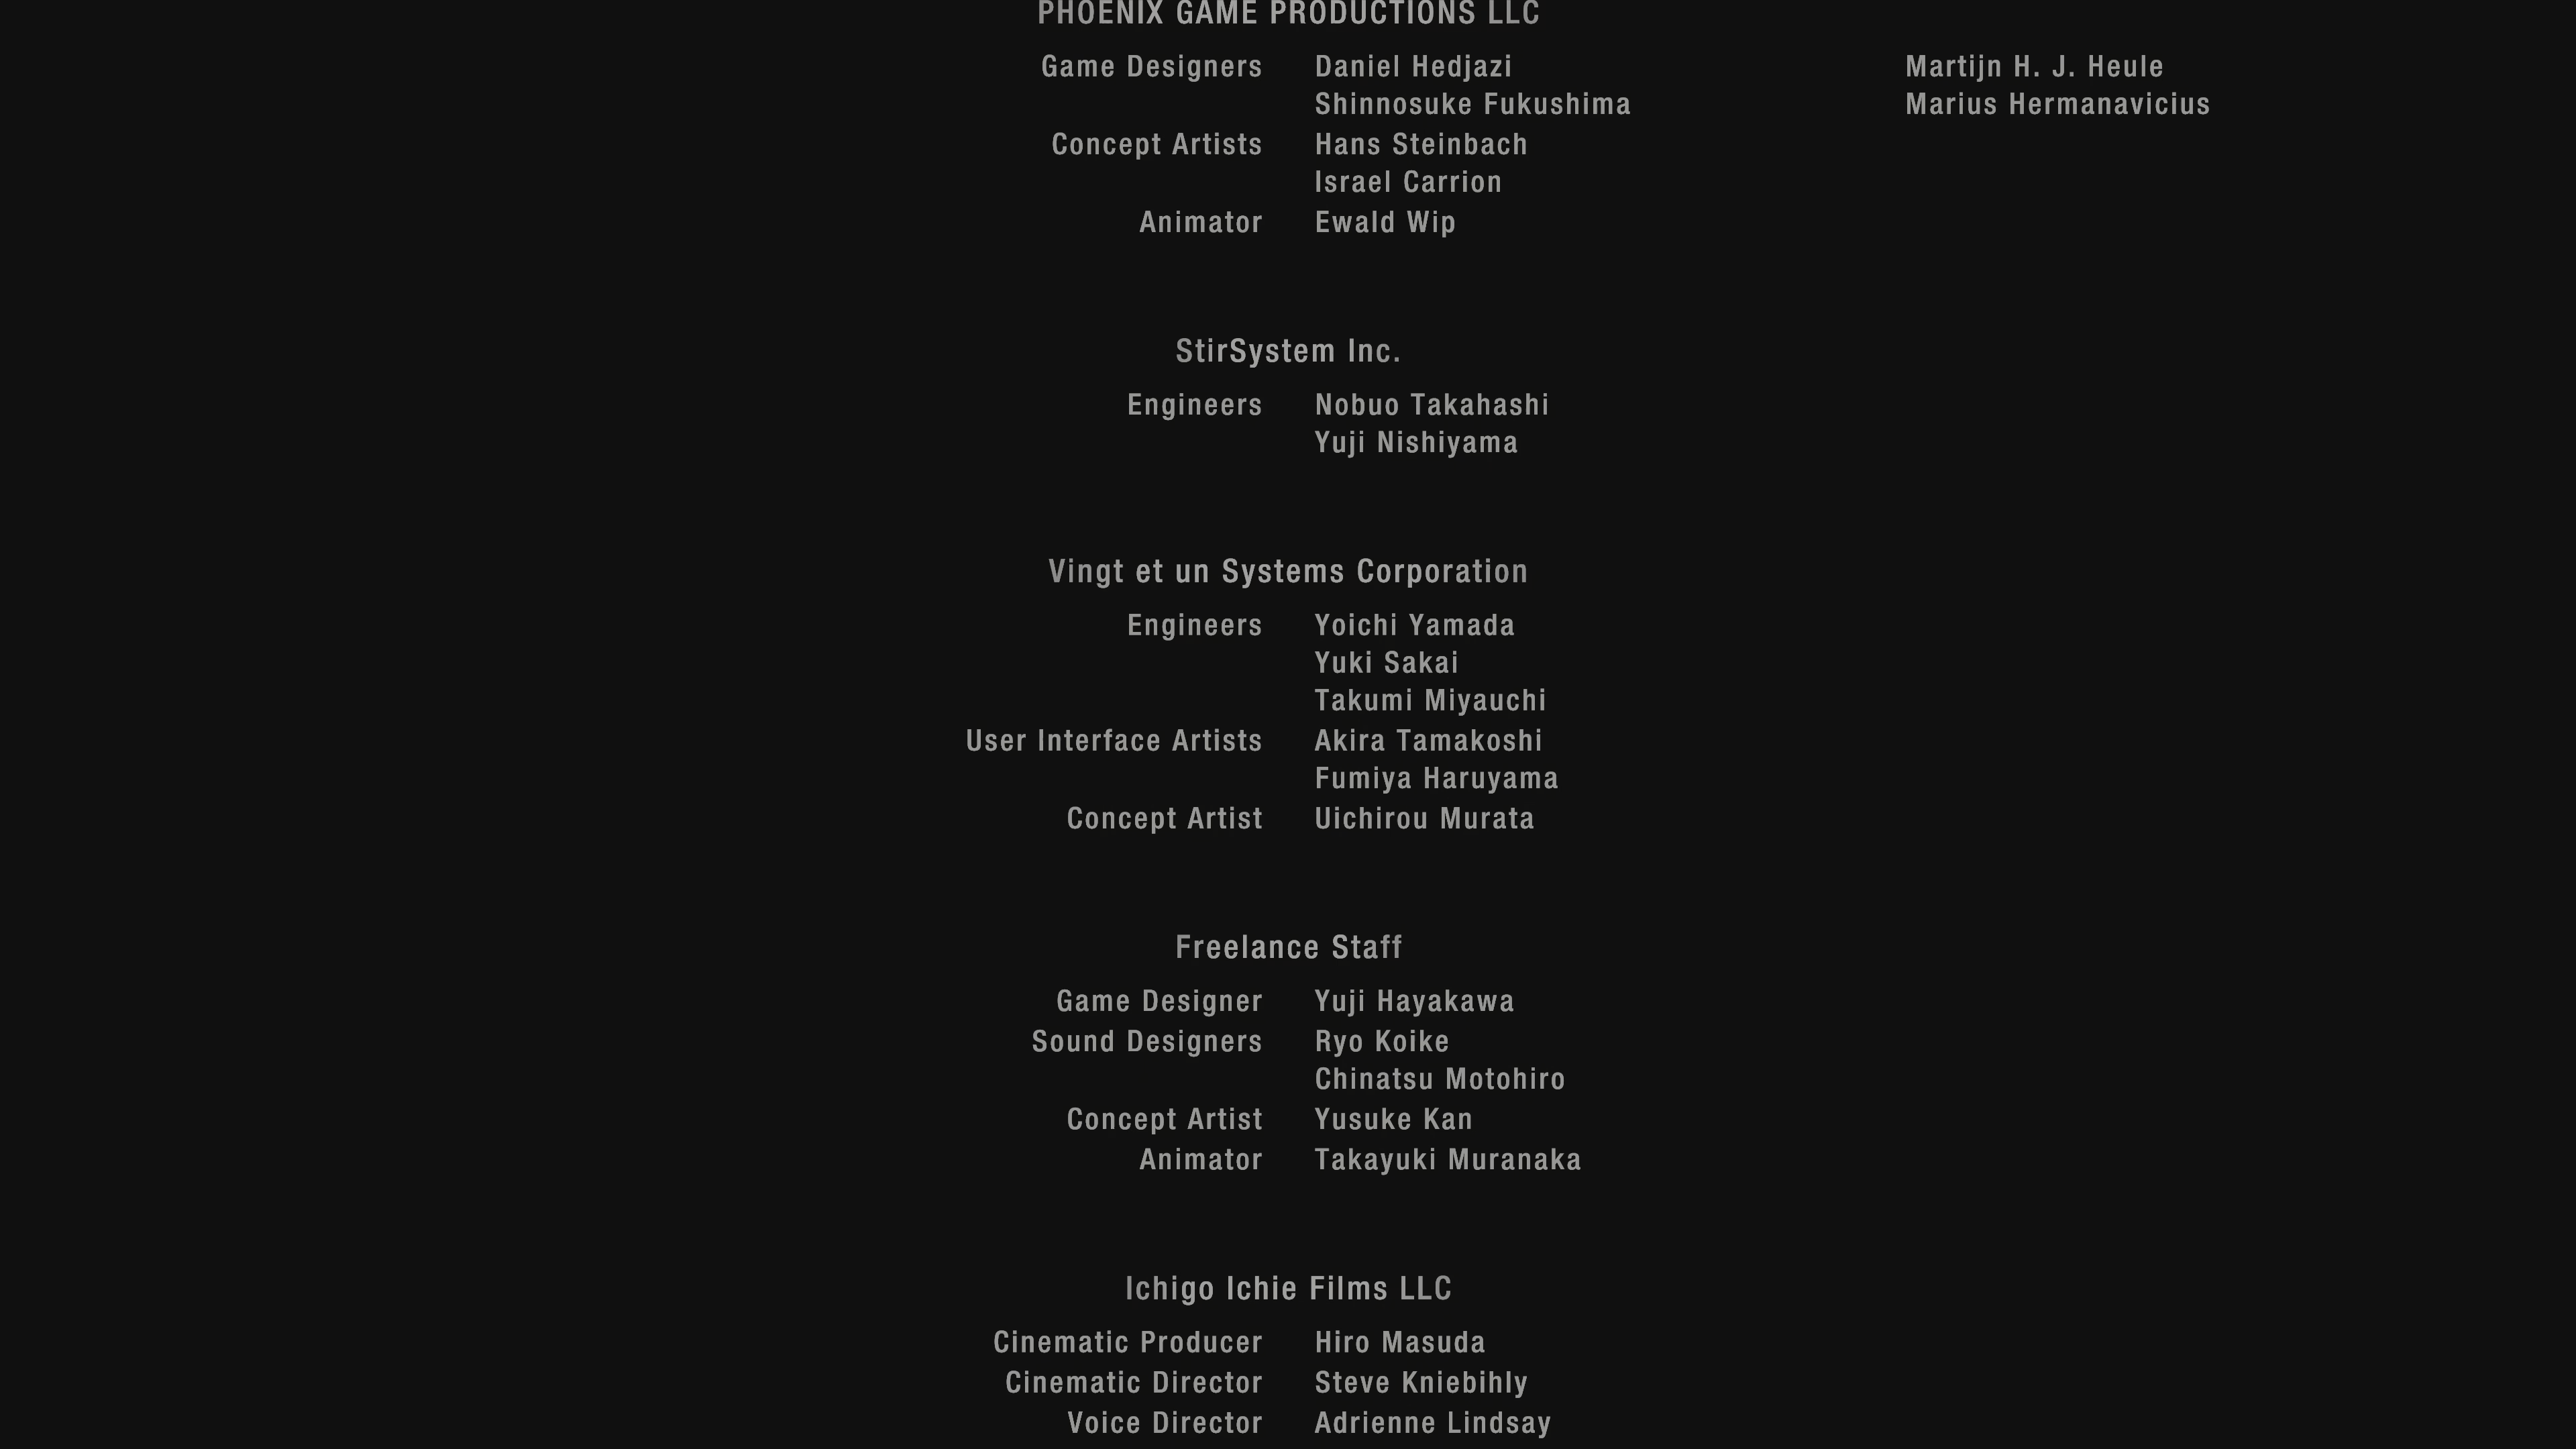 PHOENIX GAME PRODUCTIONS LLC
Game Designers Daniel Hedjazi Martijn H. J. Heule
Shinnosuke Fukushima Marius Hermanavicius
Concept Artists Hans Steinbach
Israel Carrion
Animator Ewald Wip
StirSystem Inc.
Engineers Nobuo Takahashi
Yuji Nishiyama
Vingt et un Systems Corporation
Engineers Yoichi Yamada
Yuki Sakai
Takumi Miyauchi
User Interface Artists Akira Tamakoshi
Fumiya Haruyama
Concept Artist Uichirou Murata
Freelance Staff
Game Designer Yuji Hayakawa
Sound Designers Ryo Koike
Chinatsu Motohiro
Concept Artist Yusuke Kan
Animator Takayuki Muranaka
Ichigo Ichie Films LLC
Cinematic Producer Hiro Masuda
Cinematic Director Steve Kniebihly
Voice Director Adrienne Lindsay